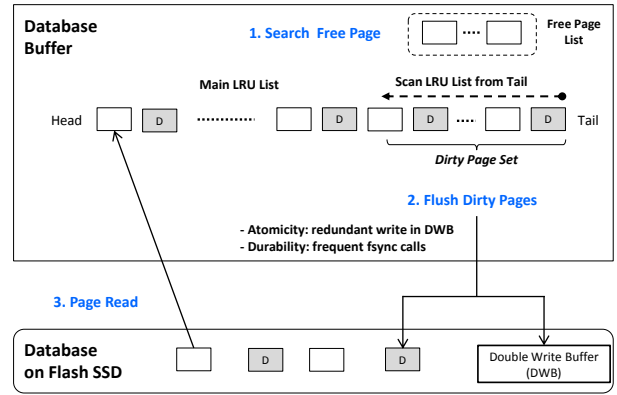 Database
Buffer
1. Search  Free Page
Free Page
List
Main LRU List
Scan LRU List from Tail
Head
D
D
D
D
Tail
Dirty Page Set
2. Flush Dirty Pages
- Atomicity: redundant write in DWB
- Durability: frequent fsync calls
3. Page Read
Database
on Flash SSD
D
D
Double Write Buffer
(DWB)